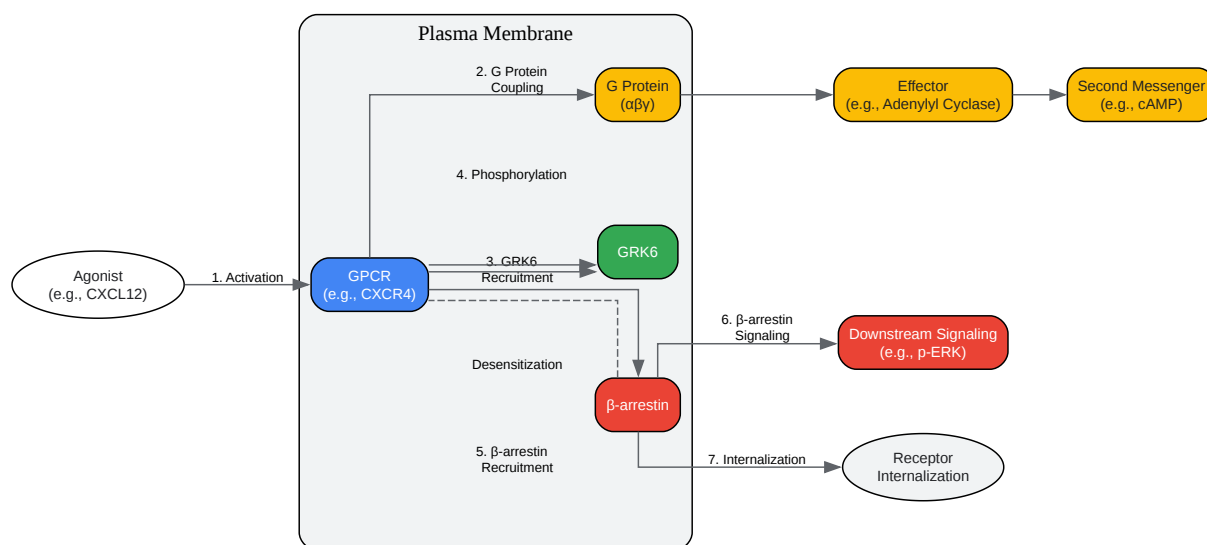 Plasma Membrane
2. G Protein
Coupling
G Protein
(αβγ)
Effector
(e.g., Adenylyl Cyclase)
Second Messenger
(e.g., cAMP)
4. Phosphorylation
Agonist
(e.g., CXCL12)
1. Activation
GPCR
(e.g., CXCR4)
3. GRK6
Recruitment
GRK6
6. β-arrestin
Signaling
Downstream Signaling
(e.g., p-ERK)
Desensitization
β-arrestin
5. β-arrestin
Recruitment
7. Internalization
Receptor
Internalization